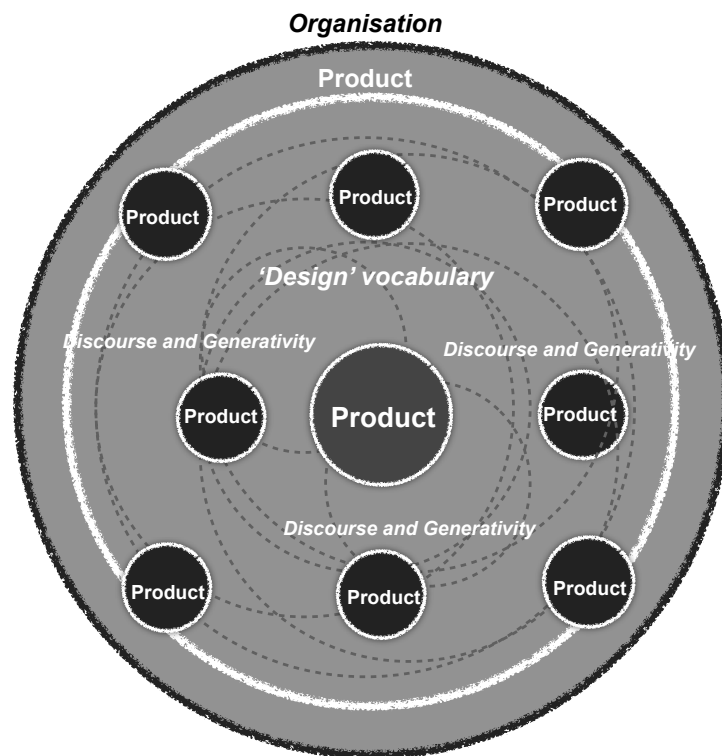 Organisation
Product
Product
Product
Product
‘Design’ vocabulary
Discourse and Generativity
Discourse and Generativity
Product
Product
Product
Discourse and Generativity
Product
Product
Product